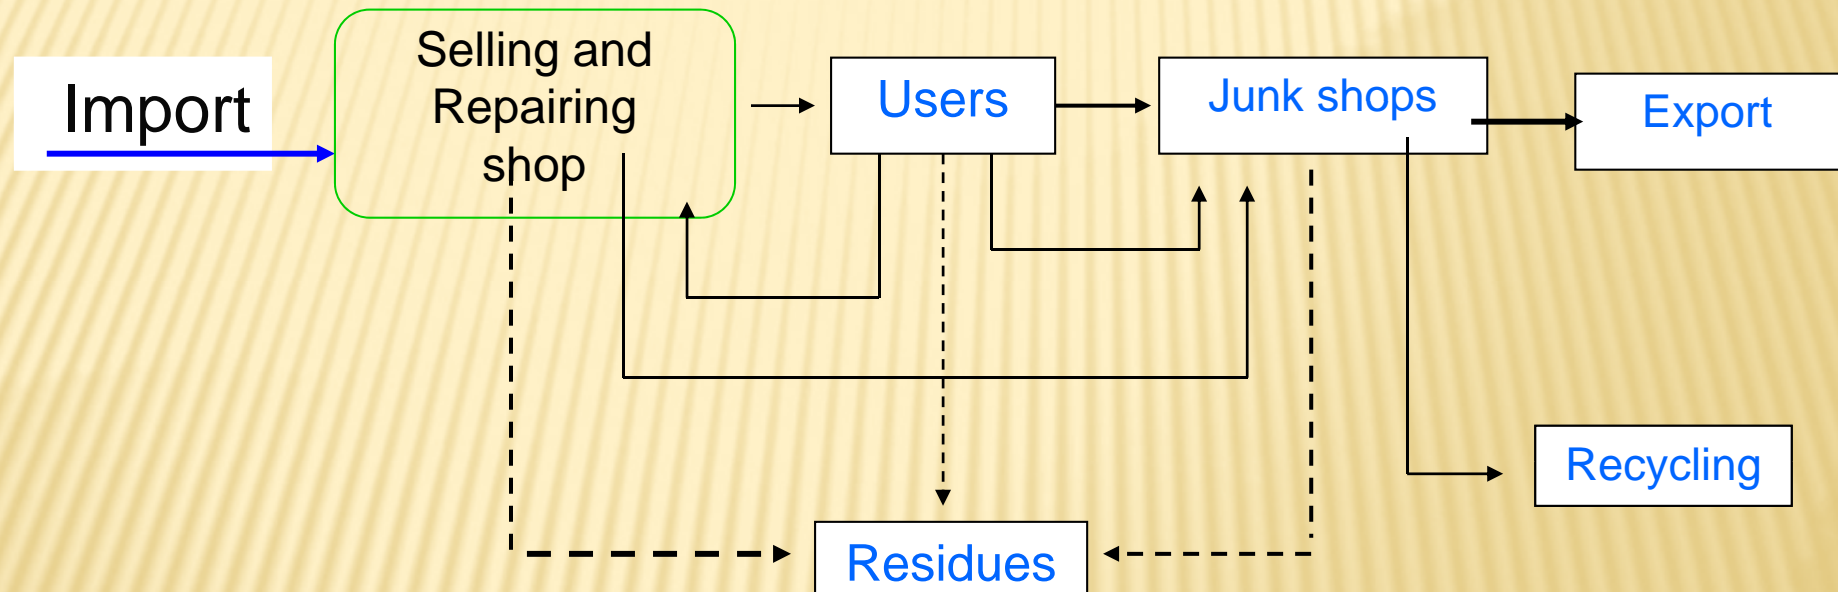 Import
Selling and
Repairing
shop
Users
Junk shops
Export
Recycling
Residues